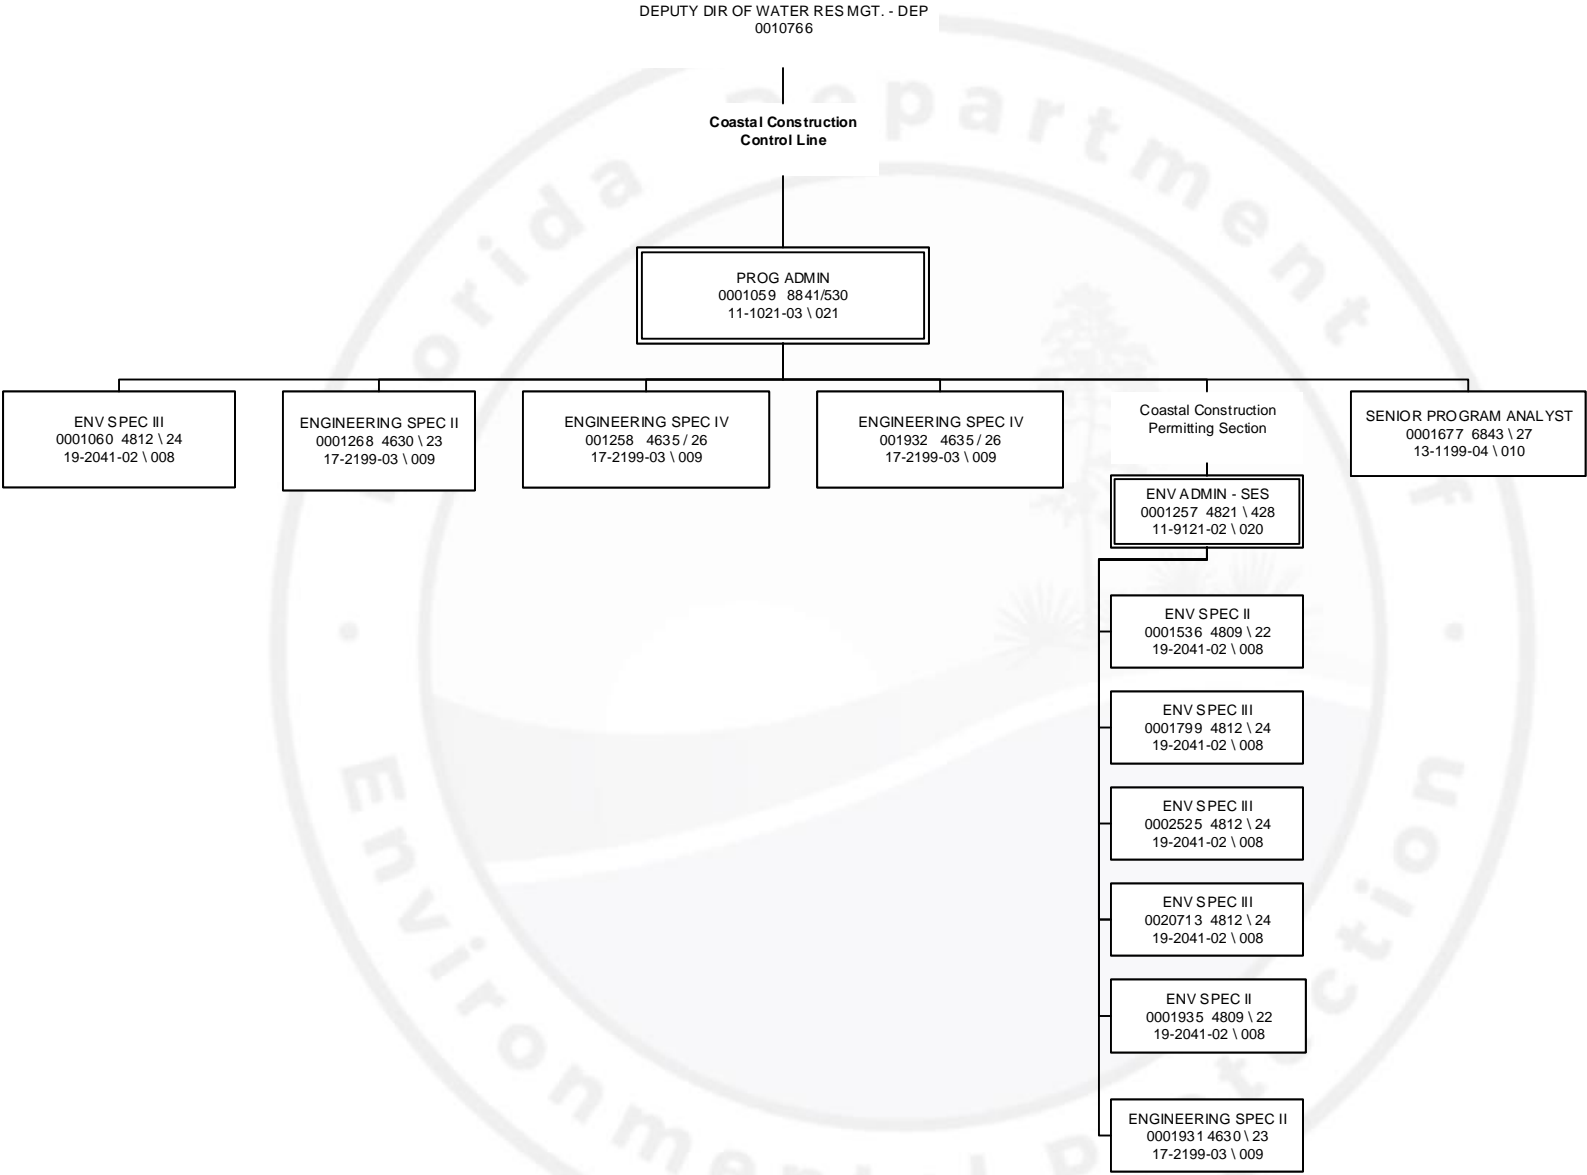 DEPUTY DIR OF WATER RES MGT. - DEP
0010766
Coastal Construction
Control Line
PROG ADMIN
0001059 8841/530
11-1021-03 \ 021
ENV SPEC III
0001060 4812 \ 24
19-2041-02 \ 008
ENGINEERING SPEC II
0001268 4630 \ 23
17-2199-03 \ 009
ENGINEERING SPEC IV
001258 4635 / 26
17-2199-03 \ 009
ENGINEERING SPEC IV
001932 4635 / 26
17-2199-03 \ 009
Coastal Construction
Permitting Section
SENIOR PROGRAM ANALYST
0001677 6843 \ 27
13-1199-04 \ 010
ENV ADMIN - SES
0001257 4821 \ 428
11-9121-02 \ 020
ENV SPEC II
0001536 4809 \ 22
19-2041-02 \ 008
ENV SPEC III
0001799 4812 \ 24
19-2041-02 \ 008
ENV SPEC III
0002525 4812 \ 24
19-2041-02 \ 008
ENV SPEC III
0020713 4812 \ 24
19-2041-02 \ 008
ENV SPEC II
0001935 4809 \ 22
19-2041-02 \ 008
ENGINEERING SPEC II
0001931 4630 \ 23
17-2199-03 \ 009
Florida Department of
Environmental Protection